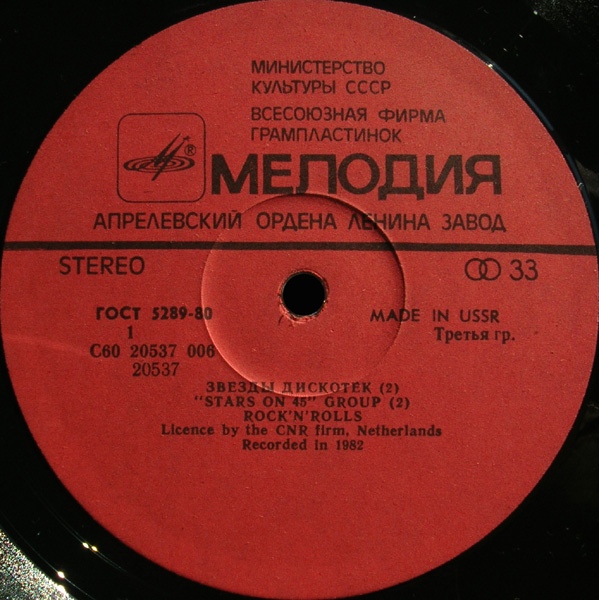 МИНИСТЕРСТВО
КУЛЬТУРЫ СССР
ВСЕСОЮЗНАЯ ФИРМА
ГРАМПЛАСТИНОК
®
МЕЛОДИЯ
АПРЕЛЕВСКИЙ ОРДЕНА ЛЕНИНА ЗАВОД
STEREO 33
ГОСТ 5289-80 MADE IN USSR
1 Третья гр.
С60 20537 006
20537
ЗВЕЗДЫ ДИСКОТЕК (2)
"STARS ON 45" GROUP (2)
ROCK'N'ROLLS
Licence by the CNR firm, Netherlands
Recorded in 1982